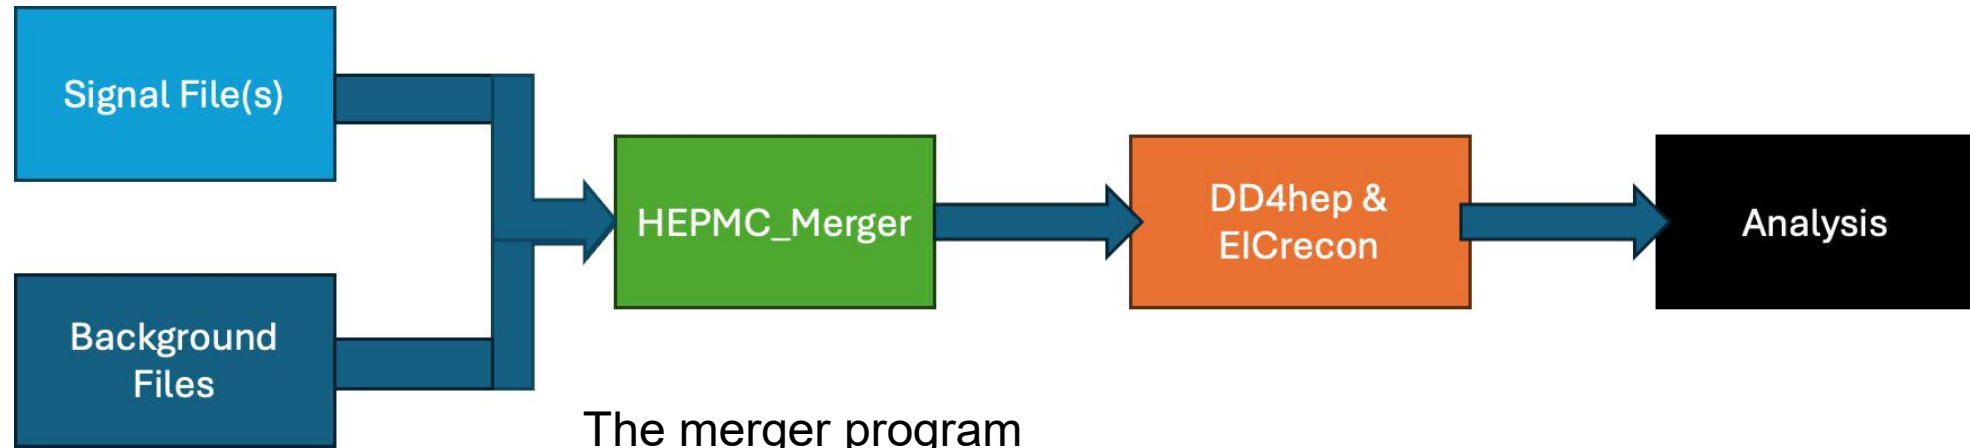 Signal File(s)
Background
Files
HEPMC_Merger
DD4hep &
EICrecon
Analysis
The merger program